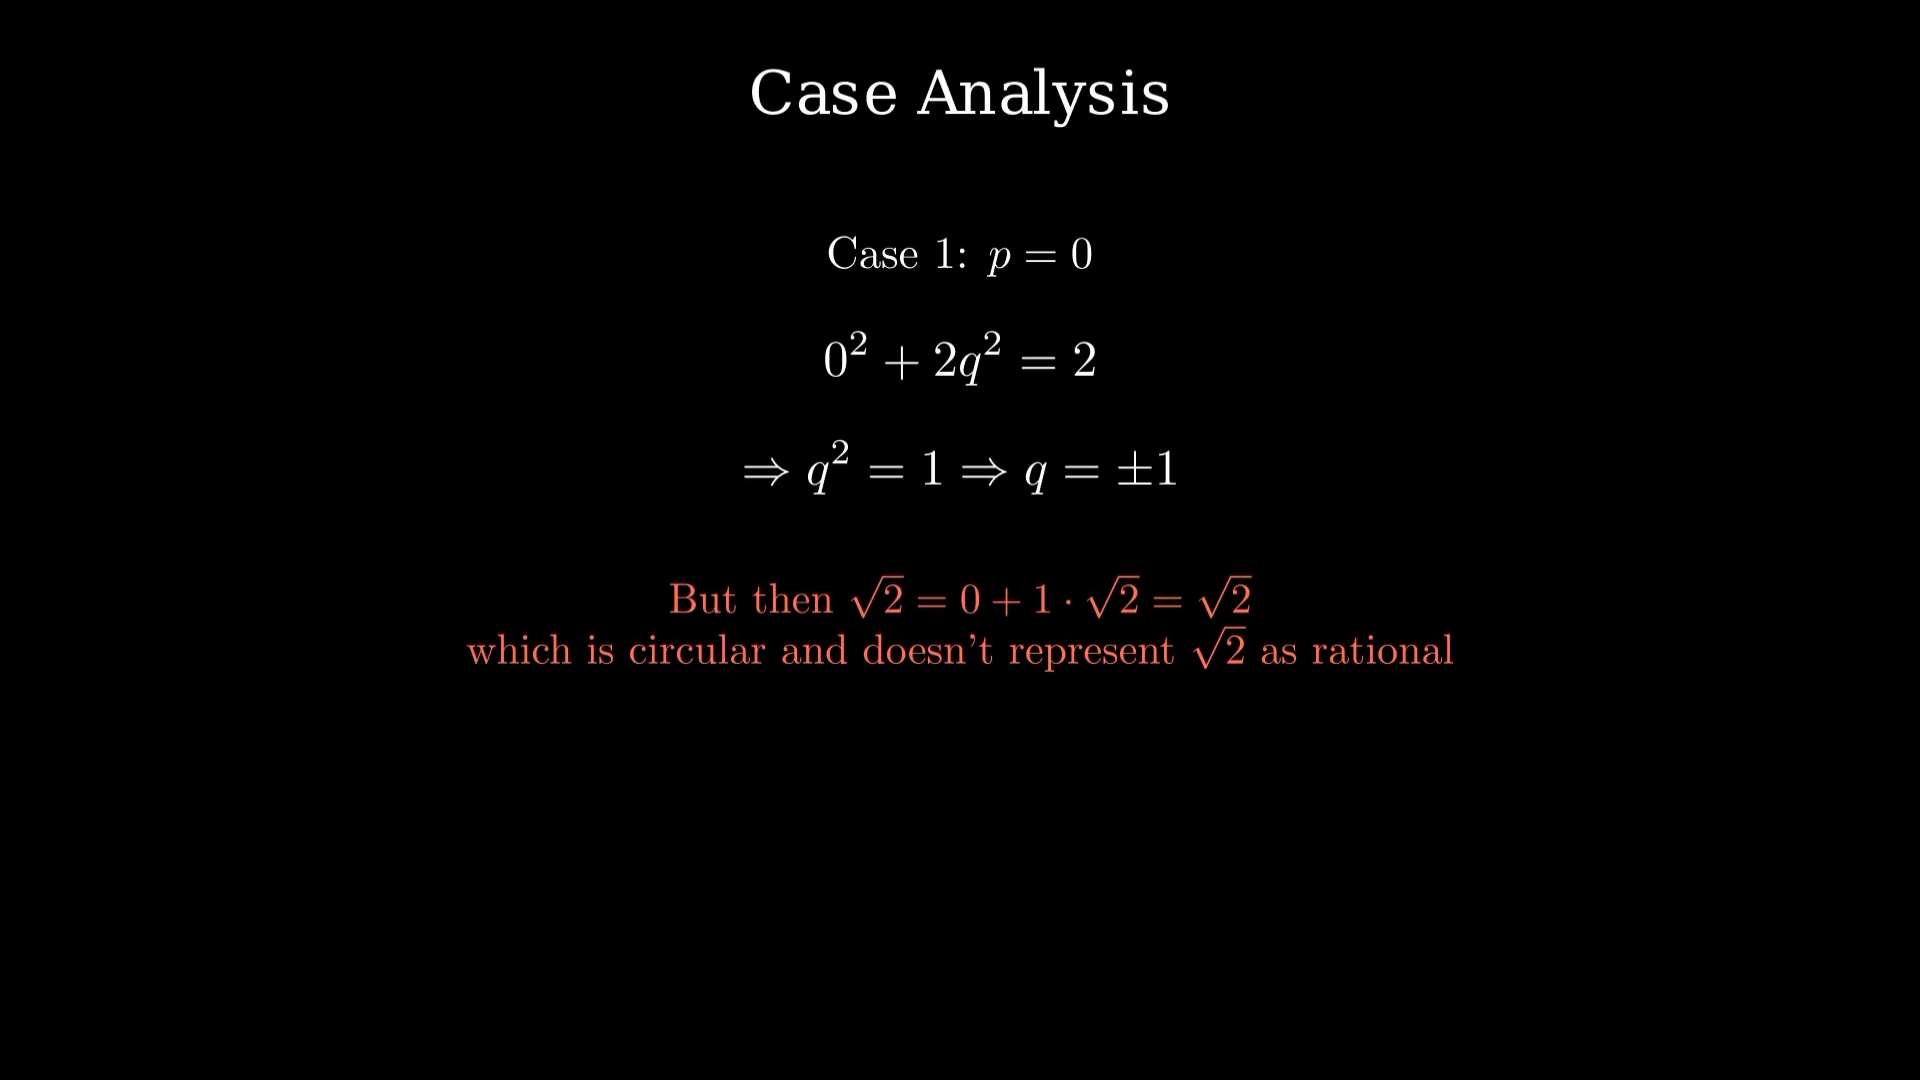 Case Analysis
Case 1: p = 0
0² + 2q² = 2
⇒ q² = 1 ⇒ q = ±1
But then √2 = 0 + 1 · √2 = √2
which is circular and doesn't represent √2 as rational